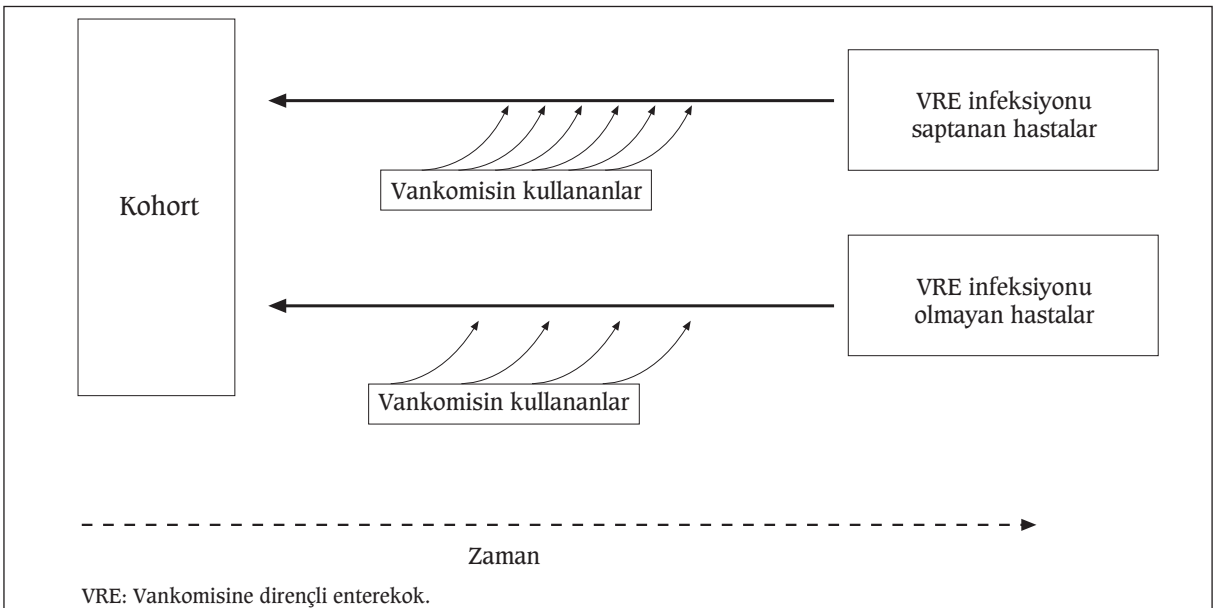 VRE infeksiyonu
saptanan hastalar
Vankomisin kullananlar
Kohort
VRE infeksiyonu
olmayan hastalar
Vankomisin kullananlar
Zaman
VRE: Vankomisine dirençli enterekok.